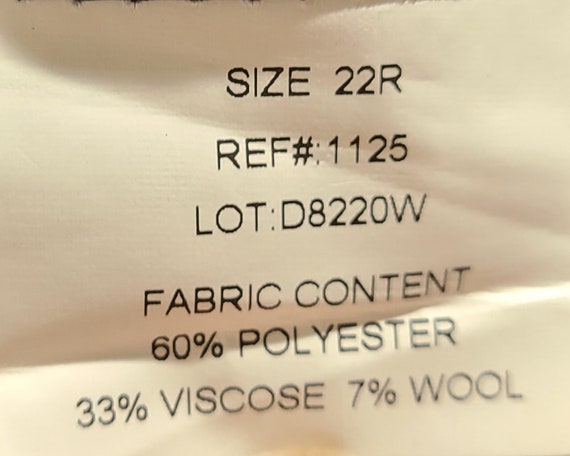 SIZE 22R
REF#:1125
LOT:D8220W
FABRIC CONTENT
60% POLYESTER
33% VISCOSE 7% WOOL